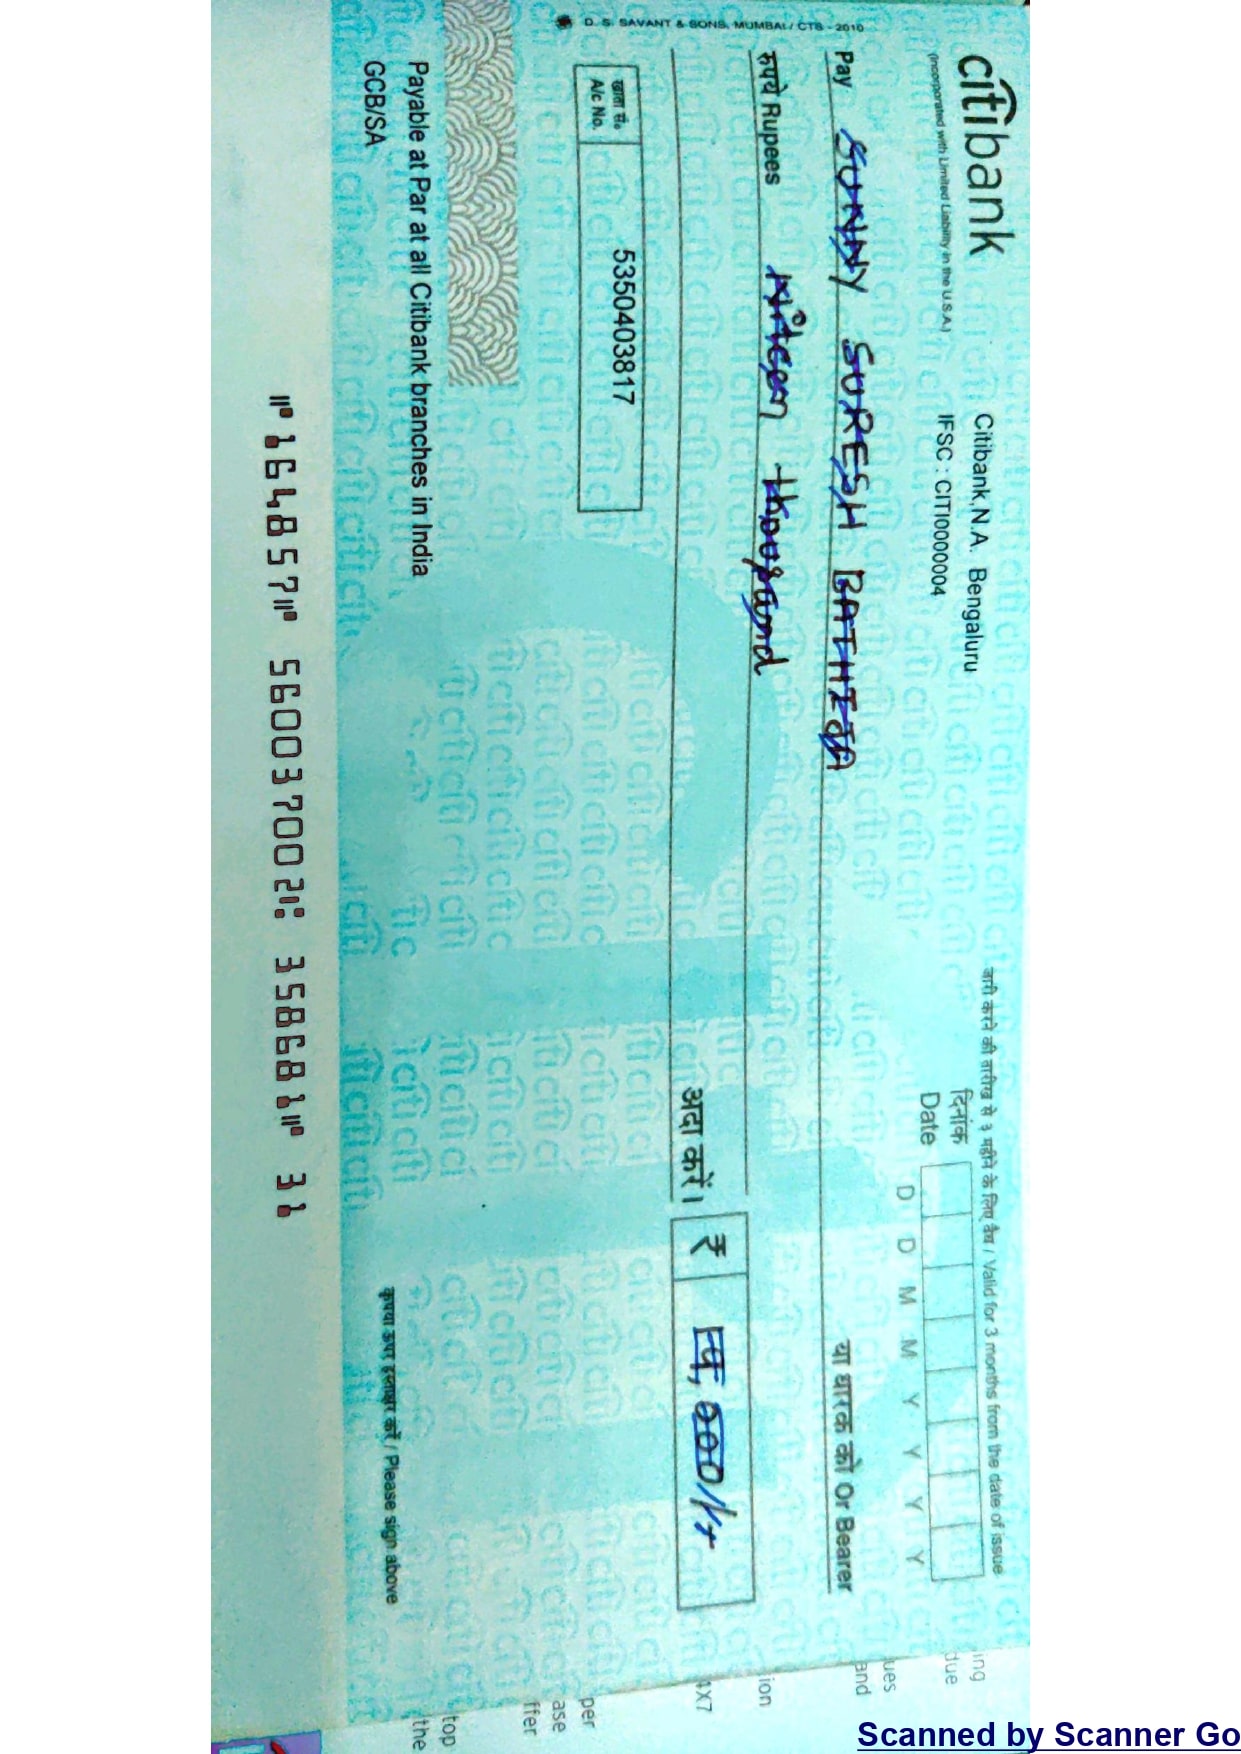 D. S. SAVANT & SONS, MUMBAI / CTS - 2010
citibank
(Incorporated with Limited Liability in the U.S.A.)
Citibank,N.A. Bengaluru
IFSC : CITI0000004
जारी करने की तारीख से ३ महीने के लिए वैध / Valid for 3 months from the date of issue
दिनांक
Date
D D M M Y Y Y Y
Pay SUNNY SURESH BATHIJA या धारक को Or Bearer
रुपये Rupees thousand
अदा करें। ₹ ,000/-
खाता सं.
A/c No. 5350403817
Payable at Par at all Citibank branches in India
GCB/SA
कृपया ऊपर हस्ताक्षर करें / Please sign above
⑈164857⑈ 560037002⑆ 358681⑈ 31
ing
due
ues
and
ion
4X7
per
ase
ffer
top
the
Scanned by Scanner Go